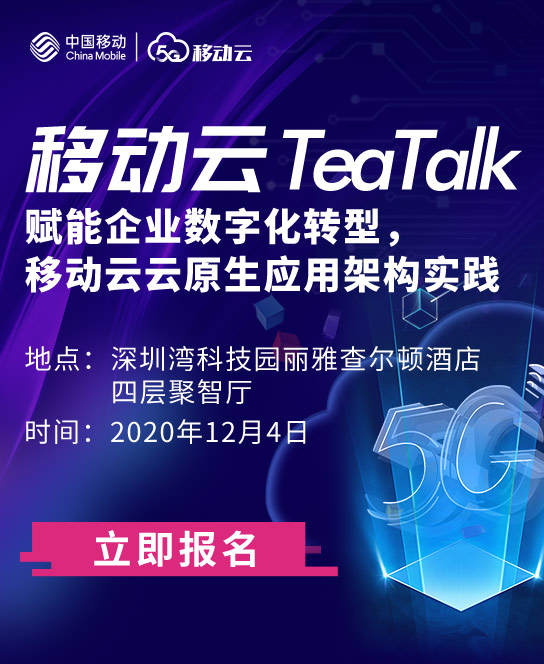 中国移动
China Mobile
5G 移动云
移动云 TeaTalk
赋能企业数字化转型，
移动云云原生应用架构实践
地点：深圳湾科技园丽雅查尔顿酒店
四层聚智厅
时间：2020年12月4日
5G
立即报名